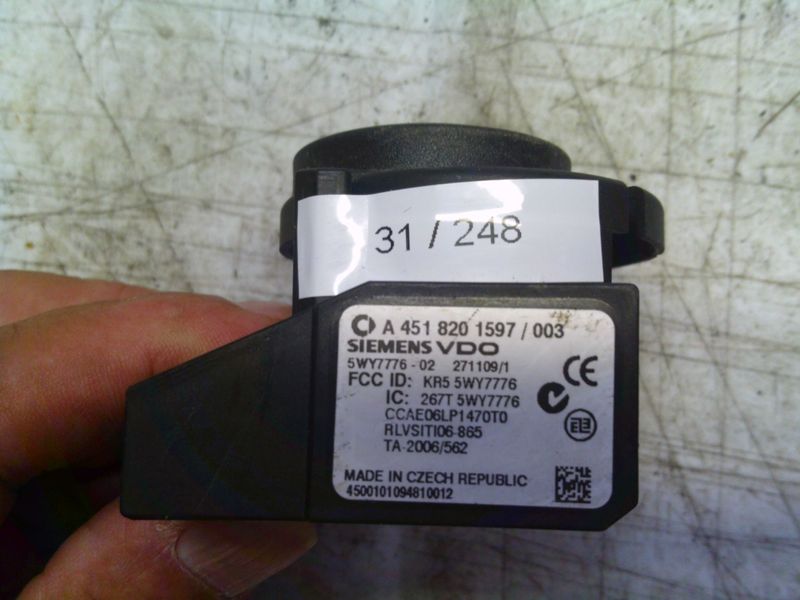 31 / 248
A 451 820 1597 / 003
SIEMENS VDO
5WY7776 - 02 271109/1
FCC ID: KR5 5WY7776
IC: 267T 5WY7776
CCAE06LP1470T0
RLVSITI06-865
TA-2006/562
MADE IN CZECH REPUBLIC
4500101094810012
CE